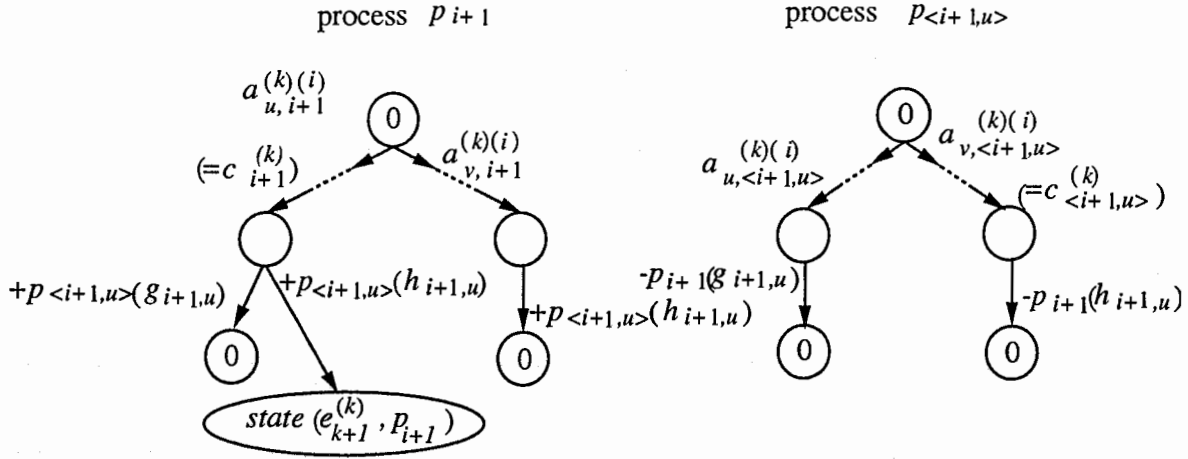 process p i+1
process p<i+1,u>
a u,i+1 (k)(i)
0
0
a v,i+1 (k)(i)
a v,<i+1,u> (k)(i)
(=c i+1 (k))
a u,<i+1,u> (k)(i)
(=c <i+1,u> (k))
+p<i+1,u>(g i+1,u)
+p<i+1,u>(h i+1,u)
-p i+1(g i+1,u)
-p i+1(h i+1,u)
+p<i+1,u>(h i+1,u)
0
0
0
0
state (e k+1 (k), p i+1)